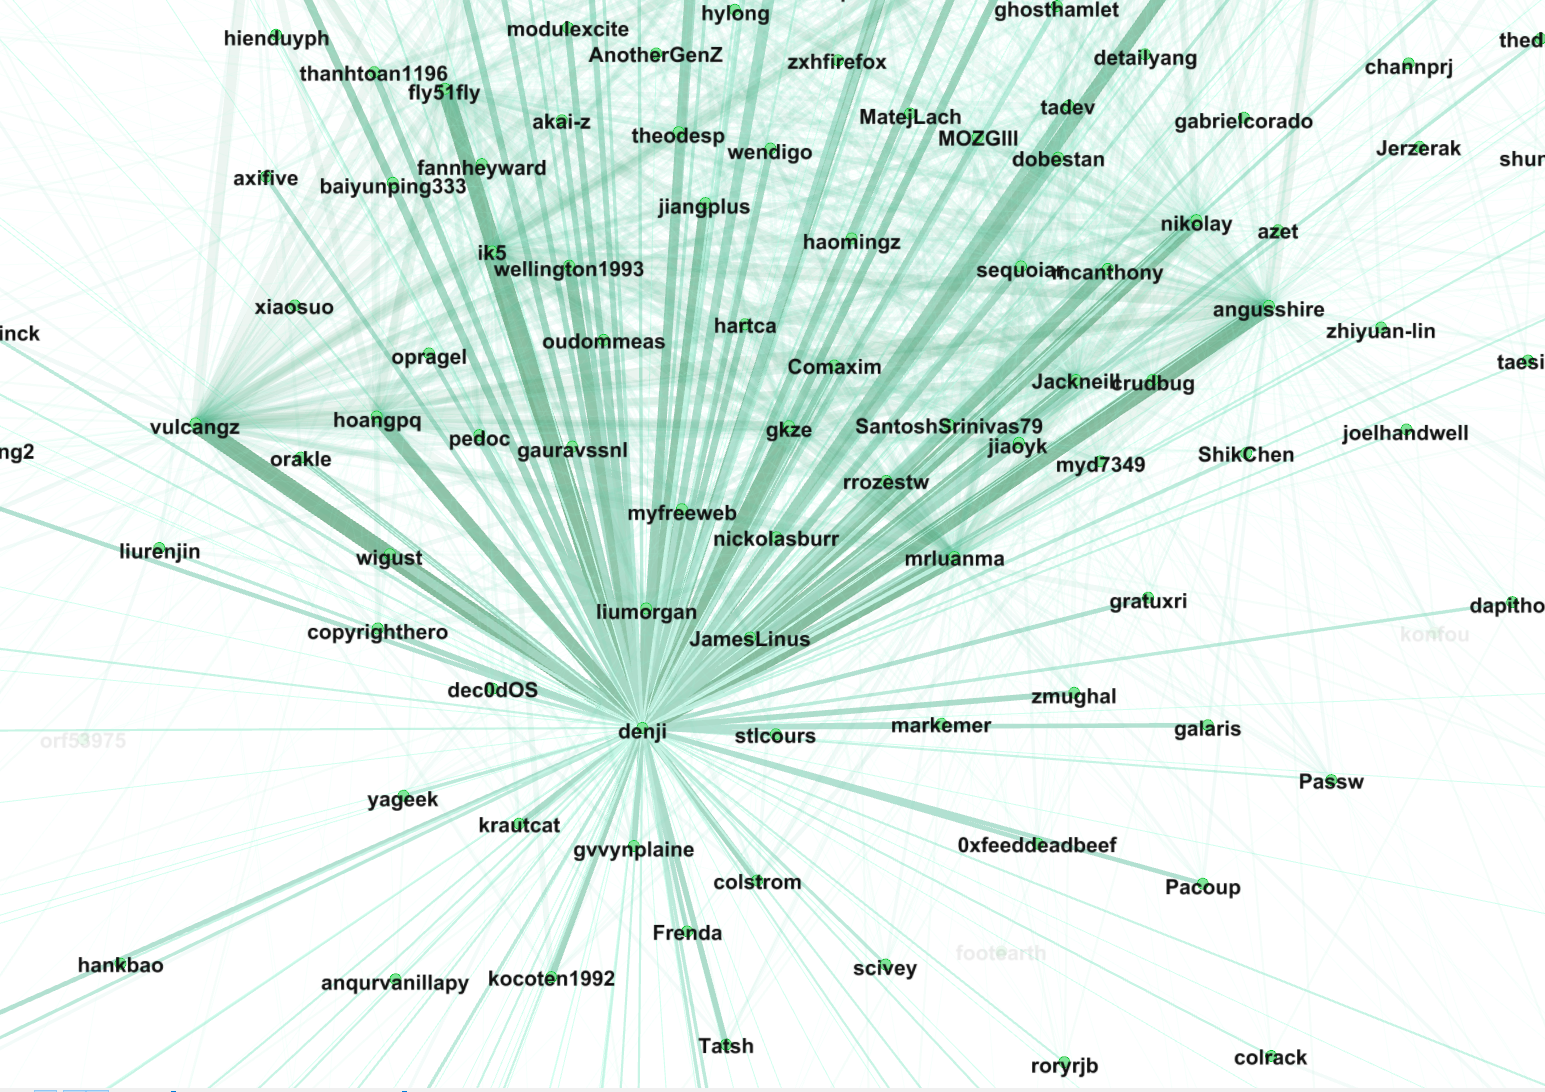 hylong
ghosthamlet
modulexcite
hienduyph
thed
AnotherGenZ
detailyang
zxhfirefox
channprj
thanhtoan1196
fly51fly
tadev
MatejLach
akai-z
gabrielcorado
theodesp
MOZGIII
Jerzerak
wendigo
dobestan
shur
fannheyward
axifive
baiyunping333
jiangplus
nikolay
azet
haomingz
ik5
wellington1993
sequoiar
mcanthony
xiaosuo
angusshire
hartca
zhiyuan-lin
inck
oudommeas
opragel
taesi
Comaxim
Jackneill
crudbug
hoangpq
vulcangz
SantoshSrinivas79
gkze
joelhandwell
pedoc
jiaoyk
gauravssnl
ng2
ShikChen
orakle
myd7349
rrozestw
myfreeweb
nickolasburr
liurenjin
wigust
mrluanma
gratuxri
dapitho
liumorgan
copyrighthero
konfou
JamesLinus
dec0dOS
zmughal
markemer
galaris
denji
stlcours
orf53975
Passw
yageek
krautcat
0xfeeddeadbeef
gvvynplaine
colstrom
Pacoup
Frenda
footearth
hankbao
scivey
kocoten1992
anqurvanillapy
Tatsh
colrack
roryrjb